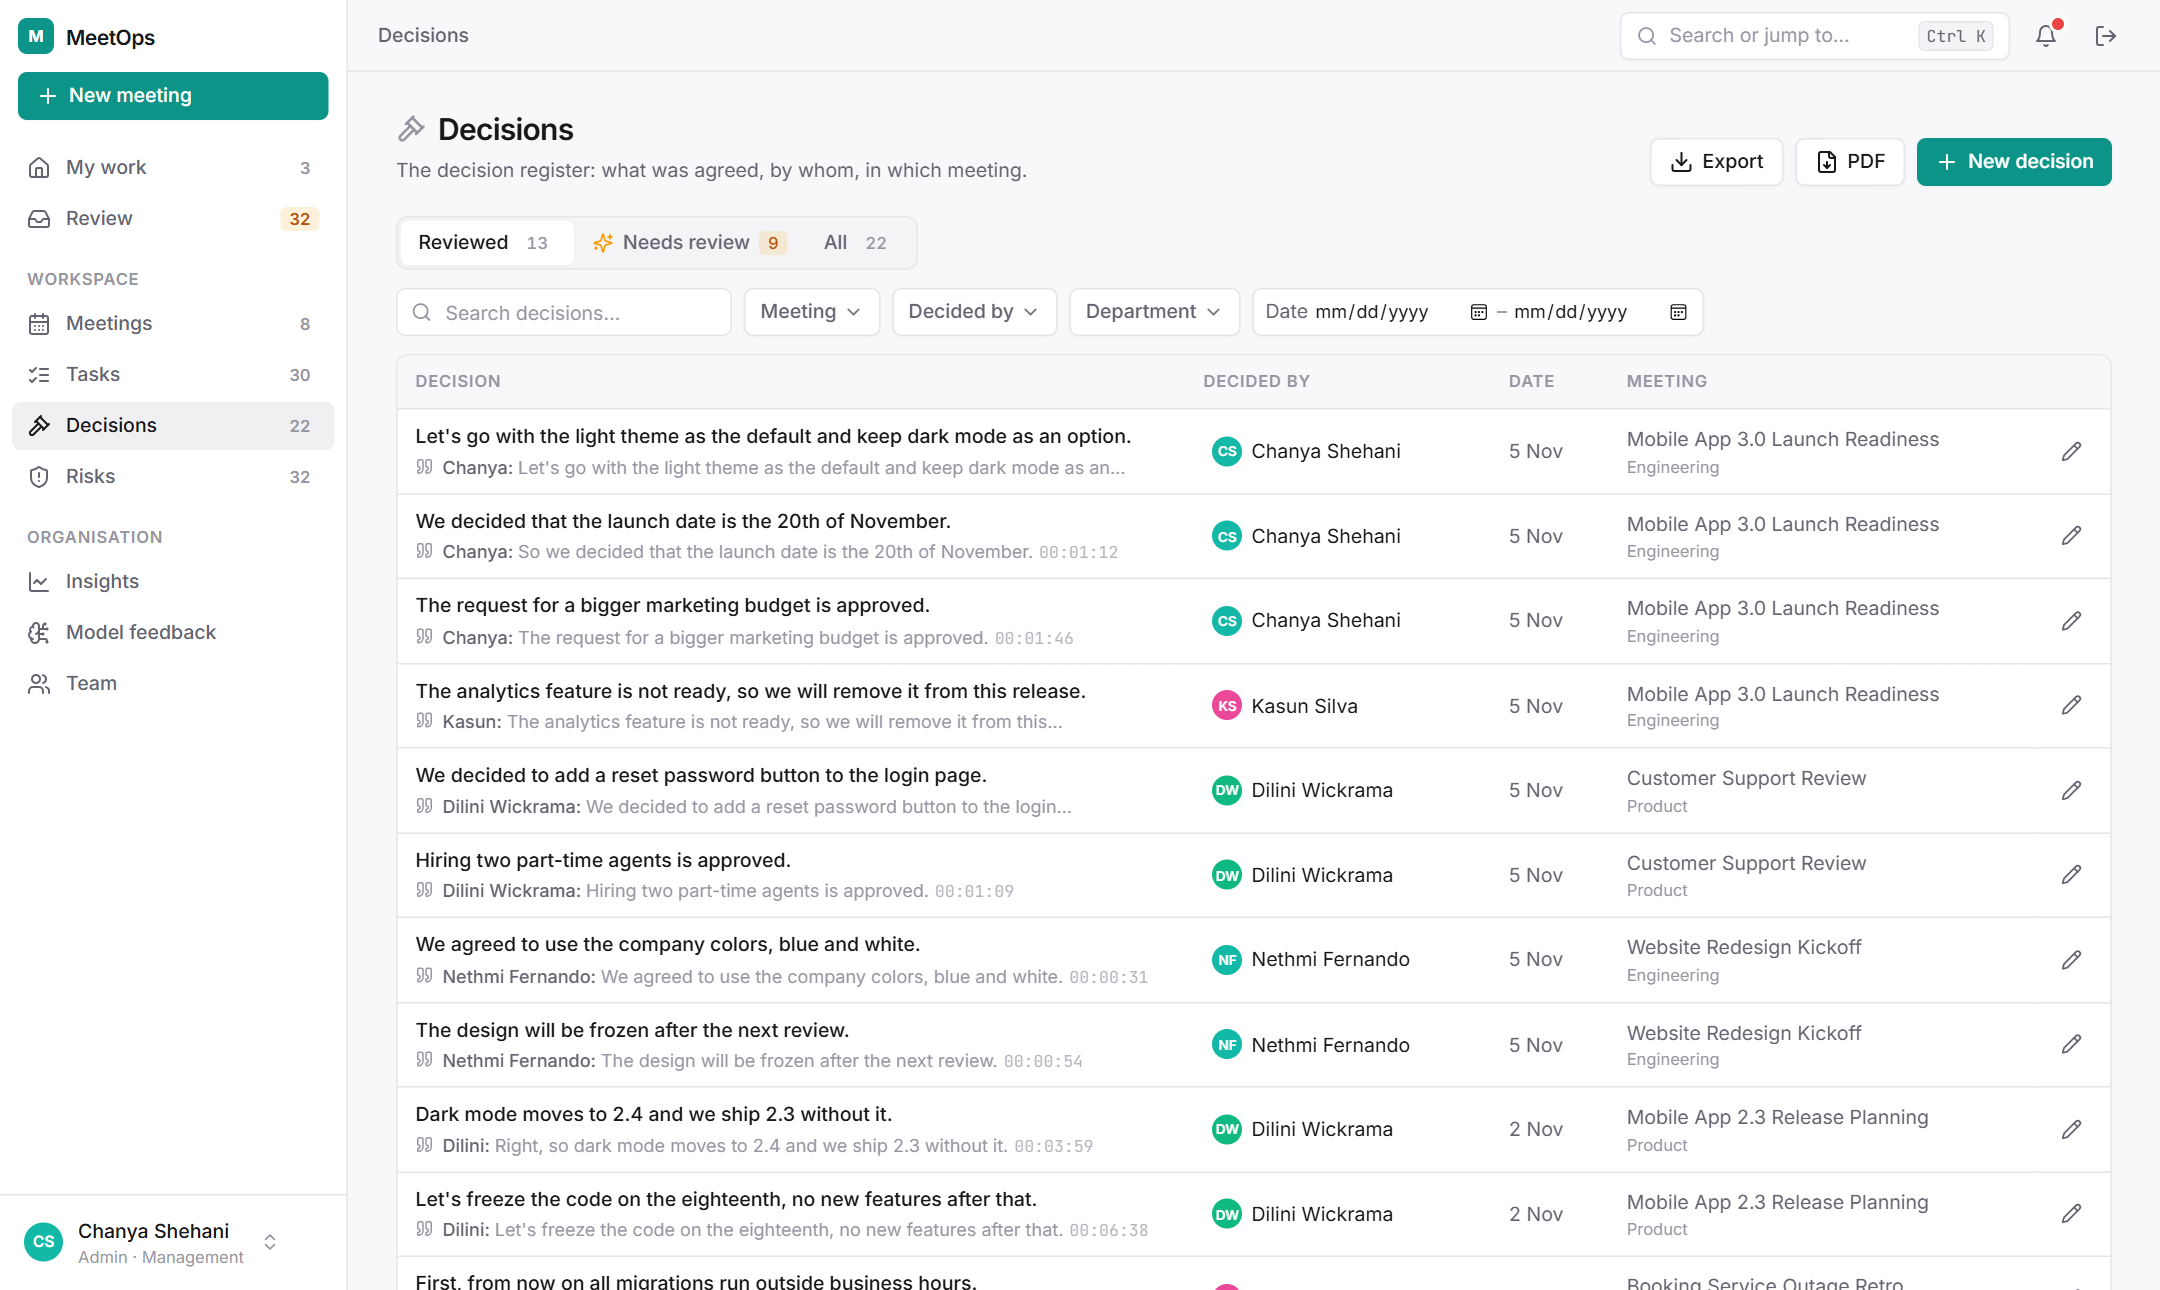 M MeetOps
New meeting
My work 3
Review 32
WORKSPACE
Meetings 8
Tasks 30
Decisions 22
Risks 32
ORGANISATION
Insights
Model feedback
Team
CS Chanya Shehani
Admin · Management
Decisions
Search or jump to... Ctrl K
Decisions
The decision register: what was agreed, by whom, in which meeting.
Export PDF New decision
Reviewed 13 Needs review 9 All 22
Search decisions... Meeting Decided by Department Date mm/dd/yyyy – mm/dd/yyyy
DECISION DECIDED BY DATE MEETING
Let's go with the light theme as the default and keep dark mode as an option.
Chanya: Let's go with the light theme as the default and keep dark mode as an...
CS Chanya Shehani 5 Nov
Mobile App 3.0 Launch Readiness
Engineering
We decided that the launch date is the 20th of November.
Chanya: So we decided that the launch date is the 20th of November. 00:01:12
CS Chanya Shehani 5 Nov
Mobile App 3.0 Launch Readiness
Engineering
The request for a bigger marketing budget is approved.
Chanya: The request for a bigger marketing budget is approved. 00:01:46
CS Chanya Shehani 5 Nov
Mobile App 3.0 Launch Readiness
Engineering
The analytics feature is not ready, so we will remove it from this release.
Kasun: The analytics feature is not ready, so we will remove it from this...
KS Kasun Silva 5 Nov
Mobile App 3.0 Launch Readiness
Engineering
We decided to add a reset password button to the login page.
Dilini Wickrama: We decided to add a reset password button to the login...
DW Dilini Wickrama 5 Nov
Customer Support Review
Product
Hiring two part-time agents is approved.
Dilini Wickrama: Hiring two part-time agents is approved. 00:01:09
DW Dilini Wickrama 5 Nov
Customer Support Review
Product
We agreed to use the company colors, blue and white.
Nethmi Fernando: We agreed to use the company colors, blue and white. 00:00:31
NF Nethmi Fernando 5 Nov
Website Redesign Kickoff
Engineering
The design will be frozen after the next review.
Nethmi Fernando: The design will be frozen after the next review. 00:00:54
NF Nethmi Fernando 5 Nov
Website Redesign Kickoff
Engineering
Dark mode moves to 2.4 and we ship 2.3 without it.
Dilini: Right, so dark mode moves to 2.4 and we ship 2.3 without it. 00:03:59
DW Dilini Wickrama 2 Nov
Mobile App 2.3 Release Planning
Product
Let's freeze the code on the eighteenth, no new features after that.
Dilini: Let's freeze the code on the eighteenth, no new features after that. 00:06:38
DW Dilini Wickrama 2 Nov
Mobile App 2.3 Release Planning
Product
First, from now on all migrations run outside business hours.
Booking Service Outage Retro